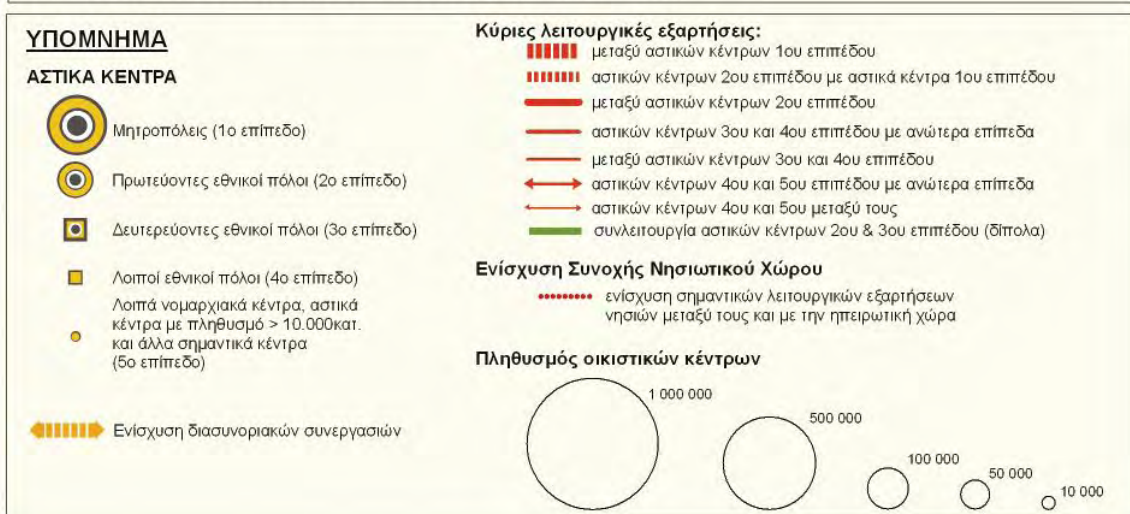 ΥΠΟΜΝΗΜΑ
ΑΣΤΙΚΑ ΚΕΝΤΡΑ
Μητροπόλεις (1ο επίπεδο)
Πρωτεύοντες εθνικοί πόλοι (2ο επίπεδο)
Δευτερεύοντες εθνικοί πόλοι (3ο επίπεδο)
Λοιποί εθνικοί πόλοι (4ο επίπεδο)
Λοιπά νομαρχιακά κέντρα, αστικά
κέντρα με πληθυσμό > 10.000κατ.
και άλλα σημαντικά κέντρα
(5ο επίπεδο)
Ενίσχυση διασυνοριακών συνεργασιών
Κύριες λειτουργικές εξαρτήσεις:
μεταξύ αστικών κέντρων 1ου επιπέδου
αστικών κέντρων 2ου επιπέδου με αστικά κέντρα 1ου επιπέδου
μεταξύ αστικών κέντρων 2ου επιπέδου
αστικών κέντρων 3ου και 4ου επιπέδου με ανώτερα επίπεδα
μεταξύ αστικών κέντρων 3ου και 4ου επιπέδου
αστικών κέντρων 4ου και 5ου επιπέδου με ανώτερα επίπεδα
αστικών κέντρων 4ου και 5ου μεταξύ τους
συνλειτουργία αστικών κέντρων 2ου & 3ου επιπέδου (δίπολα)
Ενίσχυση Συνοχής Νησιωτικού Χώρου
ενίσχυση σημαντικών λειτουργικών εξαρτήσεων
νησιών μεταξύ τους και με την ηπειρωτική χώρα
Πληθυσμός οικιστικών κέντρων
1 000 000
500 000
100 000
50 000
10 000